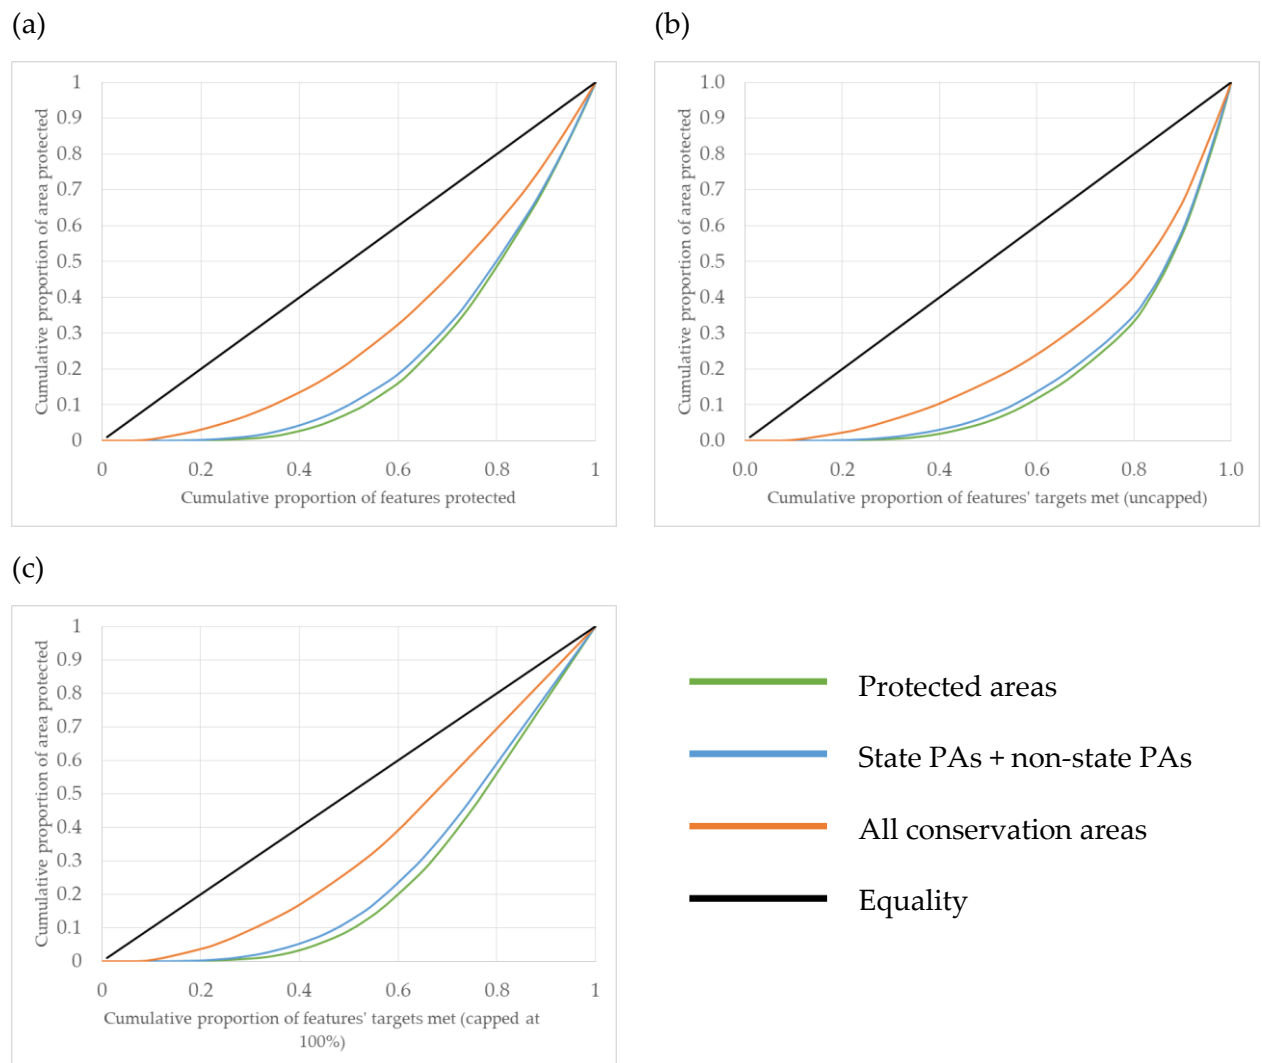 (a)
Cumulative proportion of area protected
1
0.9
0.8
0.7
0.6
0.5
0.4
0.3
0.2
0.1
0
0 0.2 0.4 0.6 0.8 1
Cumulative proportion of features protected
(b)
Cumulative proportion of area protected
1.0
0.9
0.8
0.7
0.6
0.5
0.4
0.3
0.2
0.1
0.0
0.0 0.2 0.4 0.6 0.8 1.0
Cumulative proportion of features' targets met (uncapped)
(c)
Cumulative proportion of area protected
1
0.9
0.8
0.7
0.6
0.5
0.4
0.3
0.2
0.1
0
0 0.2 0.4 0.6 0.8 1
Cumulative proportion of features' targets met (capped at
100%)
Protected areas
State PAs + non-state PAs
All conservation areas
Equality